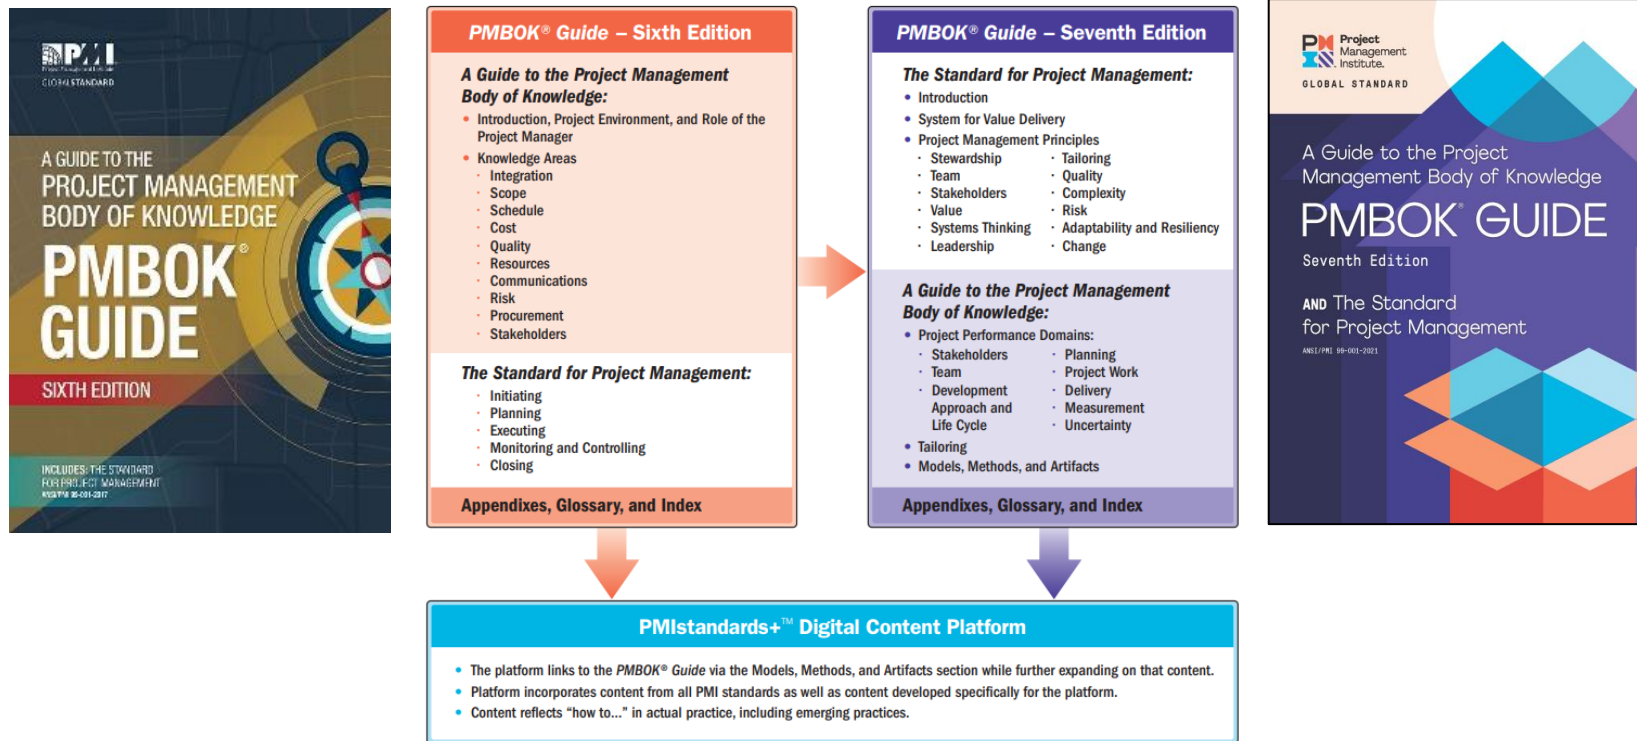 PMI
Project Management Institute
GLOBAL STANDARD
A GUIDE TO THE
PROJECT MANAGEMENT
BODY OF KNOWLEDGE
PMBOK®
GUIDE
SIXTH EDITION
INCLUDES: THE STANDARD
FOR PROJECT MANAGEMENT
ANSI/PMI 99-001-2017
PMBOK® Guide – Sixth Edition
A Guide to the Project Management
Body of Knowledge:
• Introduction, Project Environment, and Role of the
Project Manager
• Knowledge Areas
· Integration
· Scope
· Schedule
· Cost
· Quality
· Resources
· Communications
· Risk
· Procurement
· Stakeholders
The Standard for Project Management:
· Initiating
· Planning
· Executing
· Monitoring and Controlling
· Closing
Appendixes, Glossary, and Index
PMBOK® Guide – Seventh Edition
The Standard for Project Management:
• Introduction
• System for Value Delivery
• Project Management Principles
· Stewardship
· Team
· Stakeholders
· Value
· Systems Thinking
· Leadership
· Tailoring
· Quality
· Complexity
· Risk
· Adaptability and Resiliency
· Change
A Guide to the Project Management
Body of Knowledge:
• Project Performance Domains:
· Stakeholders
· Team
· Development
Approach and
Life Cycle
· Planning
· Project Work
· Delivery
· Measurement
· Uncertainty
• Tailoring
• Models, Methods, and Artifacts
Appendixes, Glossary, and Index
Project
Management
Institute.
GLOBAL STANDARD
A Guide to the Project
Management Body of Knowledge
PMBOK® GUIDE
Seventh Edition
AND The Standard
for Project Management
ANSI/PMI 99-001-2021
PMIstandards+™ Digital Content Platform
• The platform links to the PMBOK® Guide via the Models, Methods, and Artifacts section while further expanding on that content.
• Platform incorporates content from all PMI standards as well as content developed specifically for the platform.
• Content reflects “how to...” in actual practice, including emerging practices.